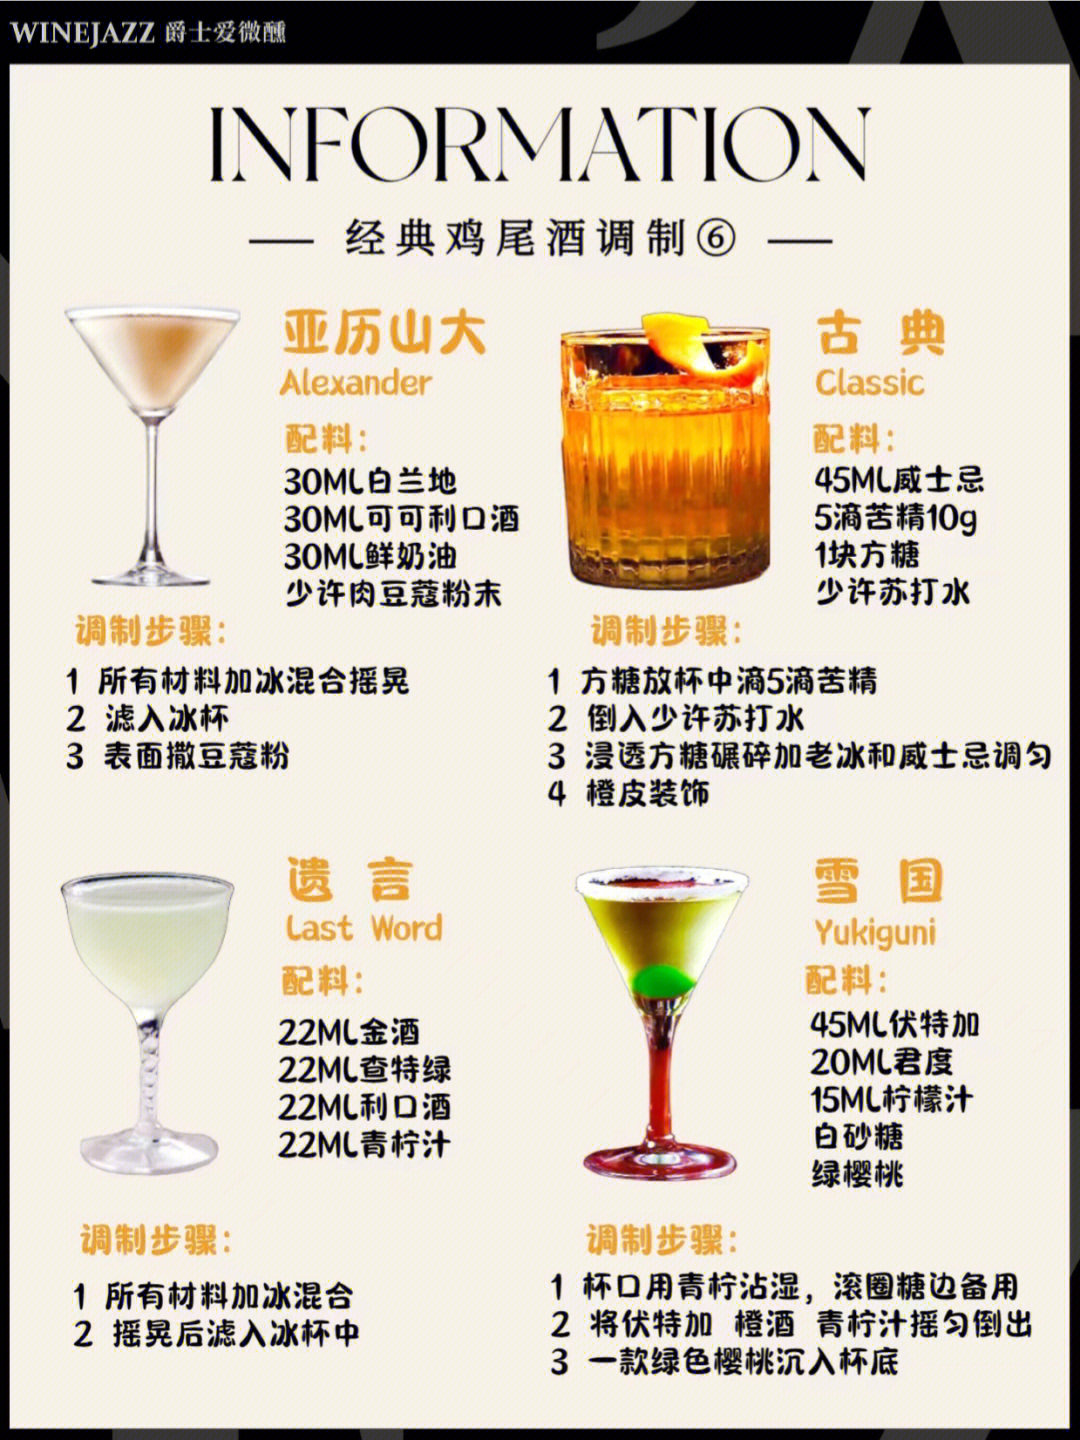 WINEJAZZ 爵士爱微醺
INFORMATION
经典鸡尾酒调制⑥
亚历山大
Alexander
配料：
30ML白兰地
30ML可可利口酒
30ML鲜奶油
少许肉豆蔻粉末
调制步骤：
1 所有材料加冰混合摇晃
2 滤入冰杯
3 表面撒豆蔻粉
古典
Classic
配料：
45ML威士忌
5滴苦精10g
1块方糖
少许苏打水
调制步骤：
1 方糖放杯中滴5滴苦精
2 倒入少许苏打水
3 浸透方糖碾碎加老冰和威士忌调匀
4 橙皮装饰
遗言
Last Word
配料：
22ML金酒
22ML查特绿
22ML利口酒
22ML青柠汁
调制步骤：
1 所有材料加冰混合
2 摇晃后滤入冰杯中
雪国
Yukiguni
配料：
45ML伏特加
20ML君度
15ML柠檬汁
白砂糖
绿樱桃
调制步骤：
1 杯口用青柠沾湿，滚圈糖边备用
2 将伏特加 橙酒 青柠汁摇匀倒出
3 一款绿色樱桃沉入杯底